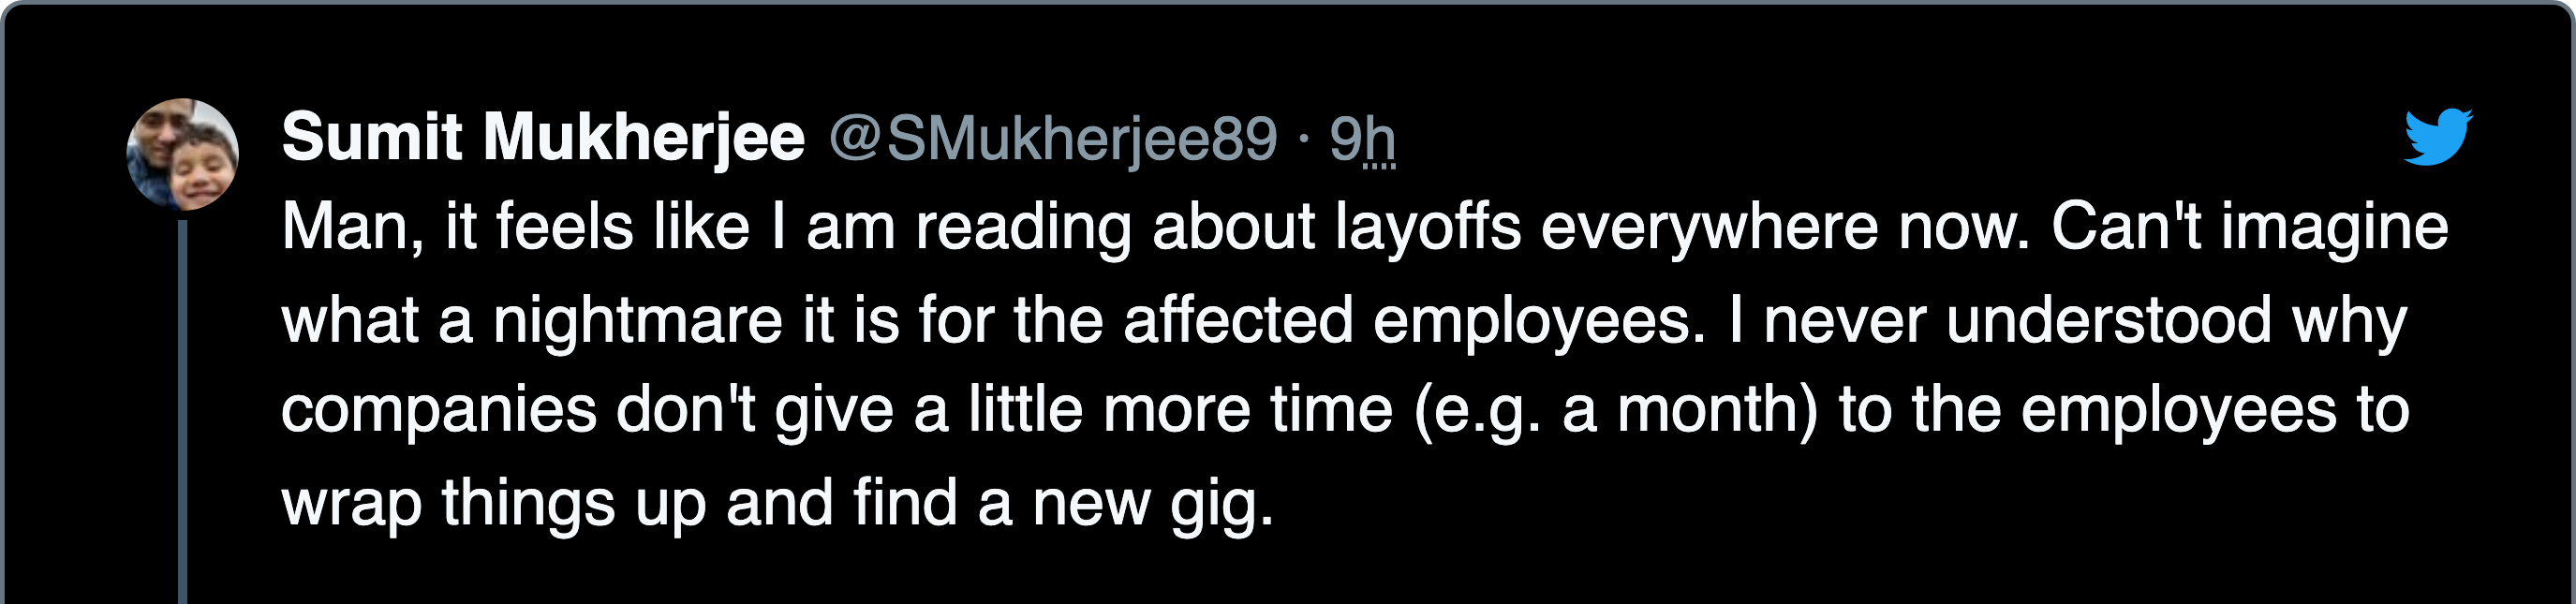 Sumit Mukherjee @SMukherjee89 · 9h
Man, it feels like I am reading about layoffs everywhere now. Can't imagine
what a nightmare it is for the affected employees. I never understood why
companies don't give a little more time (e.g. a month) to the employees to
wrap things up and find a new gig.